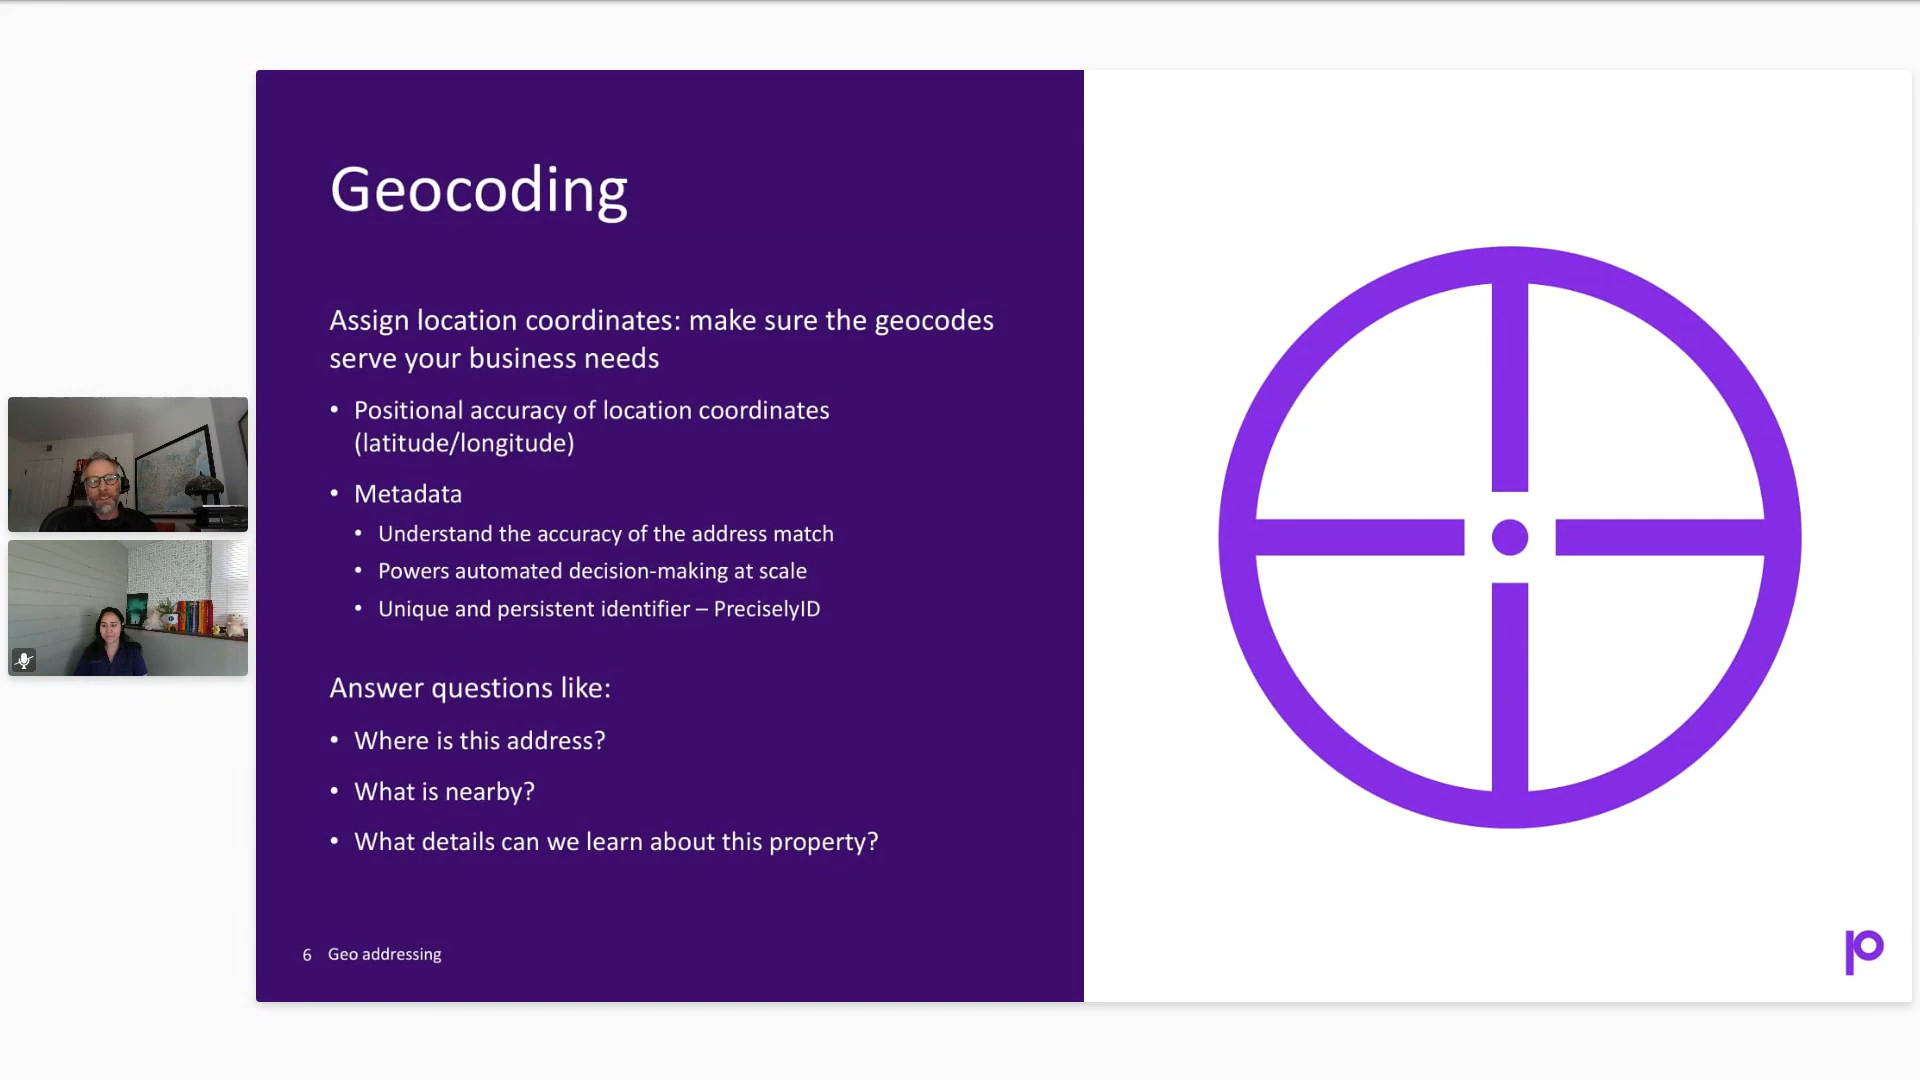 Geocoding
Assign location coordinates: make sure the geocodes
serve your business needs
• Positional accuracy of location coordinates
(latitude/longitude)
• Metadata
• Understand the accuracy of the address match
• Powers automated decision-making at scale
• Unique and persistent identifier – PreciselyID
Answer questions like:
• Where is this address?
• What is nearby?
• What details can we learn about this property?
6 Geo addressing